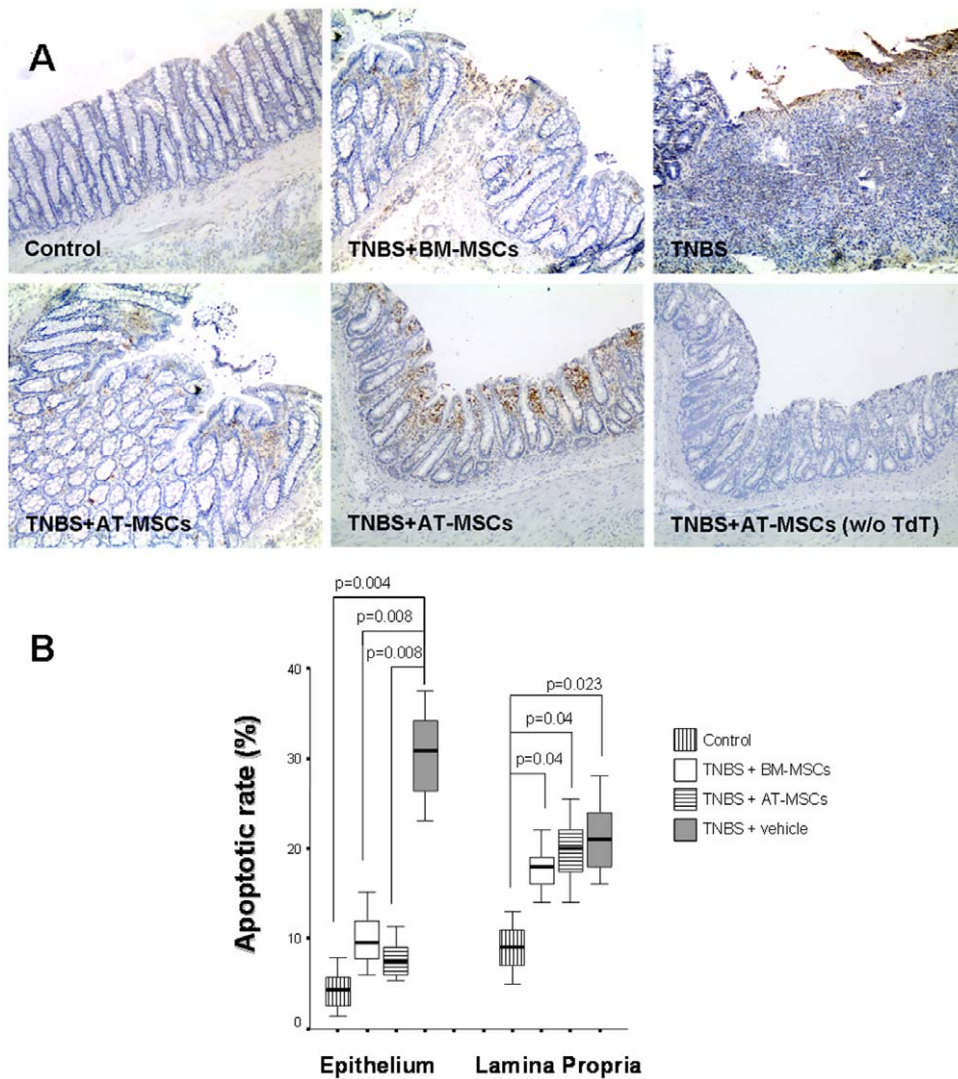 A
Control
TNBS+BM-MSCs
TNBS
TNBS+AT-MSCs
TNBS+AT-MSCs
TNBS+AT-MSCs (w/o TdT)
B
p=0.004
p=0.008
p=0.008
p=0.023
p=0.04
p=0.04
40
30
20
10
0
Apoptotic rate (%)
Epithelium
Lamina Propria
Control
TNBS + BM-MSCs
TNBS + AT-MSCs
TNBS + vehicle